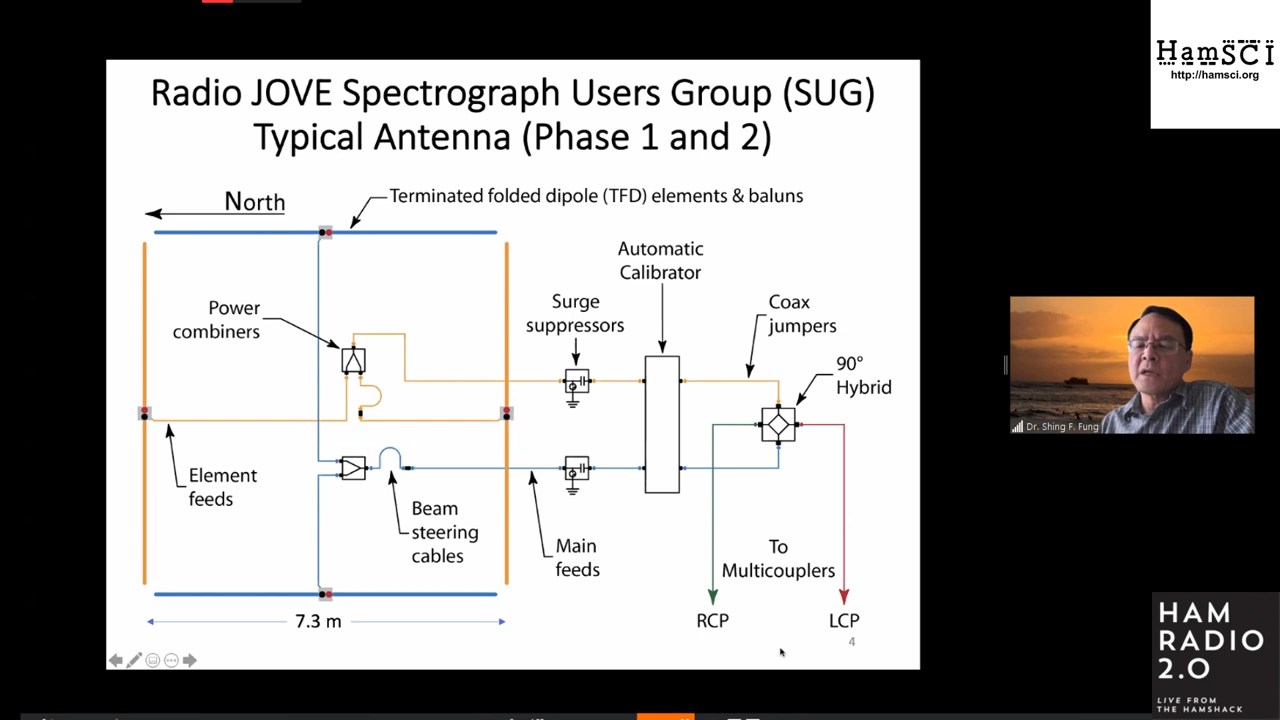 HamSCI
http://hamsci.org
Radio JOVE Spectrograph Users Group (SUG)
Typical Antenna (Phase 1 and 2)
North
Terminated folded dipole (TFD) elements & baluns
Automatic
Calibrator
Power
combiners
Surge
suppressors
Coax
jumpers
90°
Hybrid
Element
feeds
Beam
steering
cables
Main
feeds
To
Multicouplers
7.3 m
RCP
LCP
4
Dr. Shing F. Fung
HAM
RADIO
2.0
LIVE FROM
THE HAMSHACK